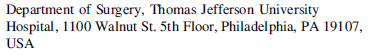 Department of Surgery, Thomas Jefferson University
Hospital, 1100 Walnut St. 5th Floor, Philadelphia, PA 19107,
USA